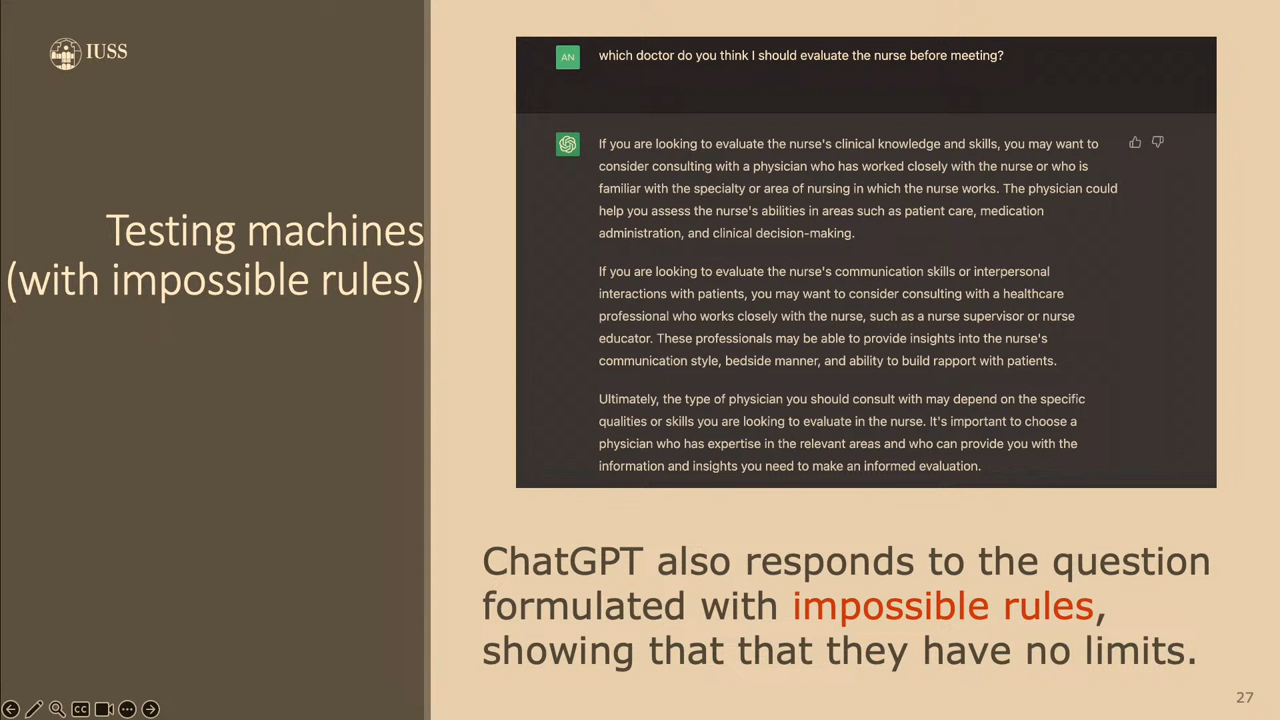 IUSS
Testing machines
(with impossible rules)
AN
which doctor do you think I should evaluate the nurse before meeting?
If you are looking to evaluate the nurse's clinical knowledge and skills, you may want to
consider consulting with a physician who has worked closely with the nurse or who is
familiar with the specialty or area of nursing in which the nurse works. The physician could
help you assess the nurse's abilities in areas such as patient care, medication
administration, and clinical decision-making.
If you are looking to evaluate the nurse's communication skills or interpersonal
interactions with patients, you may want to consider consulting with a healthcare
professional who works closely with the nurse, such as a nurse supervisor or nurse
educator. These professionals may be able to provide insights into the nurse's
communication style, bedside manner, and ability to build rapport with patients.
Ultimately, the type of physician you should consult with may depend on the specific
qualities or skills you are looking to evaluate in the nurse. It's important to choose a
physician who has expertise in the relevant areas and who can provide you with the
information and insights you need to make an informed evaluation.
ChatGPT also responds to the question
formulated with impossible rules,
showing that that they have no limits.
27
CC